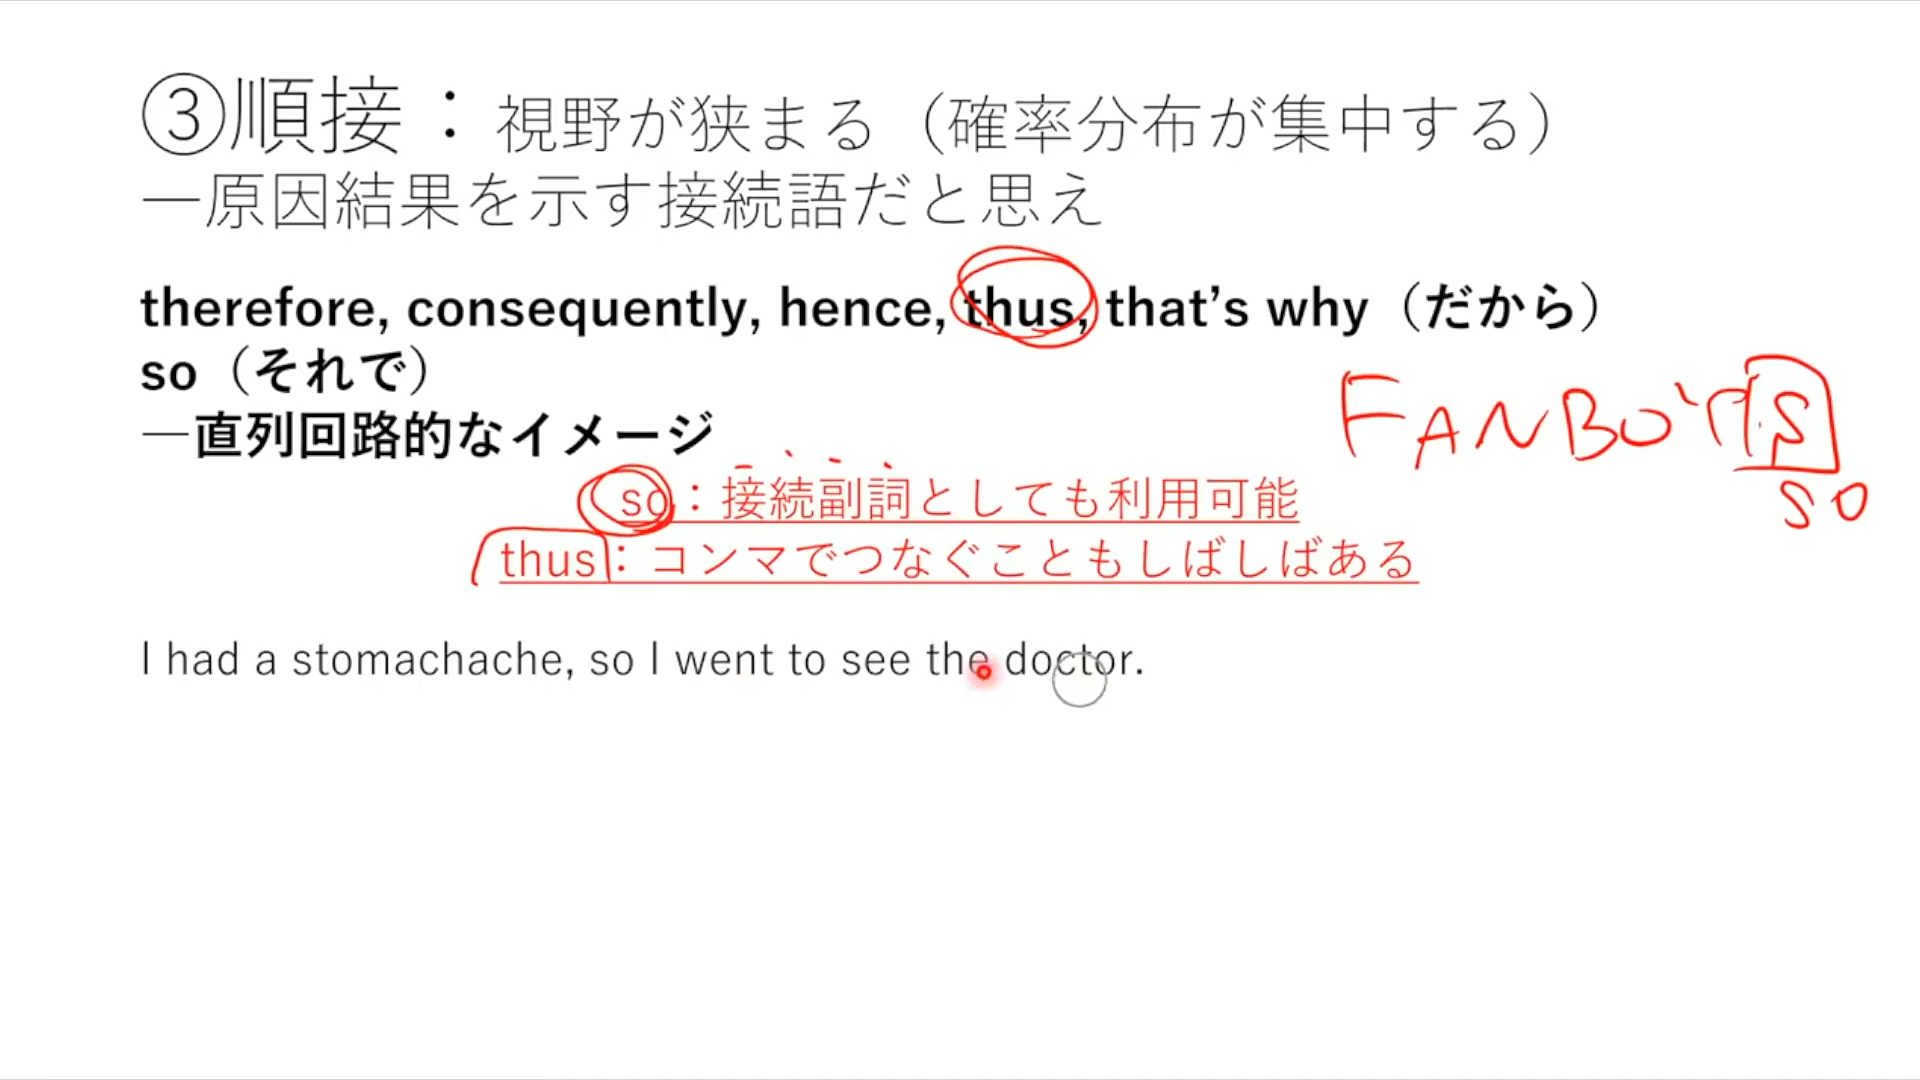 ③順接：視野が狭まる（確率分布が集中する）
―原因結果を示す接続語だと思え
therefore, consequently, hence, thus, that’s why（だから）
so（それで）
―直列回路的なイメージ
FANBOYS
so
so：接続副詞としても利用可能
thus：コンマでつなぐこともしばしばある
I had a stomachache, so I went to see the doctor.